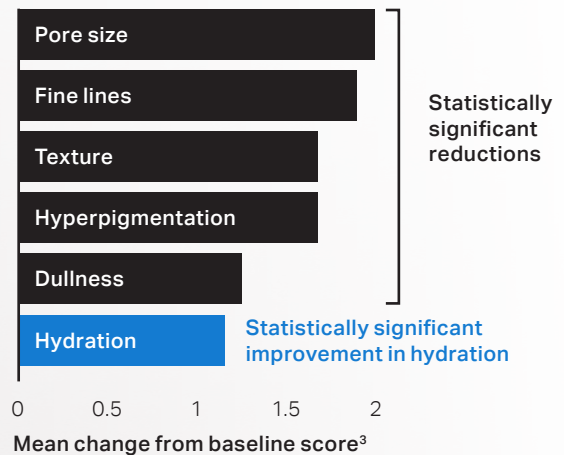 Pore size
Fine lines
Texture
Hyperpigmentation
Dullness
Hydration
Statistically
significant
reductions
Statistically significant
improvement in hydration
0 0.5 1 1.5 2
Mean change from baseline score³